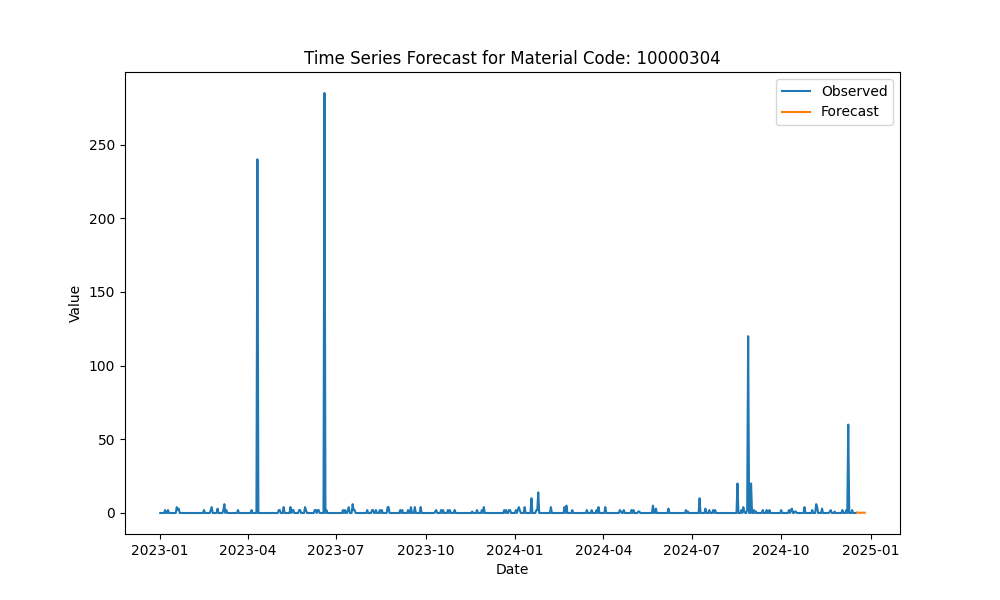 Time Series Forecast for Material Code: 10000304
Observed
Forecast
Value
250
200
150
100
50
0
2023-01 2023-04 2023-07 2023-10 2024-01 2024-04 2024-07 2024-10 2025-01
Date